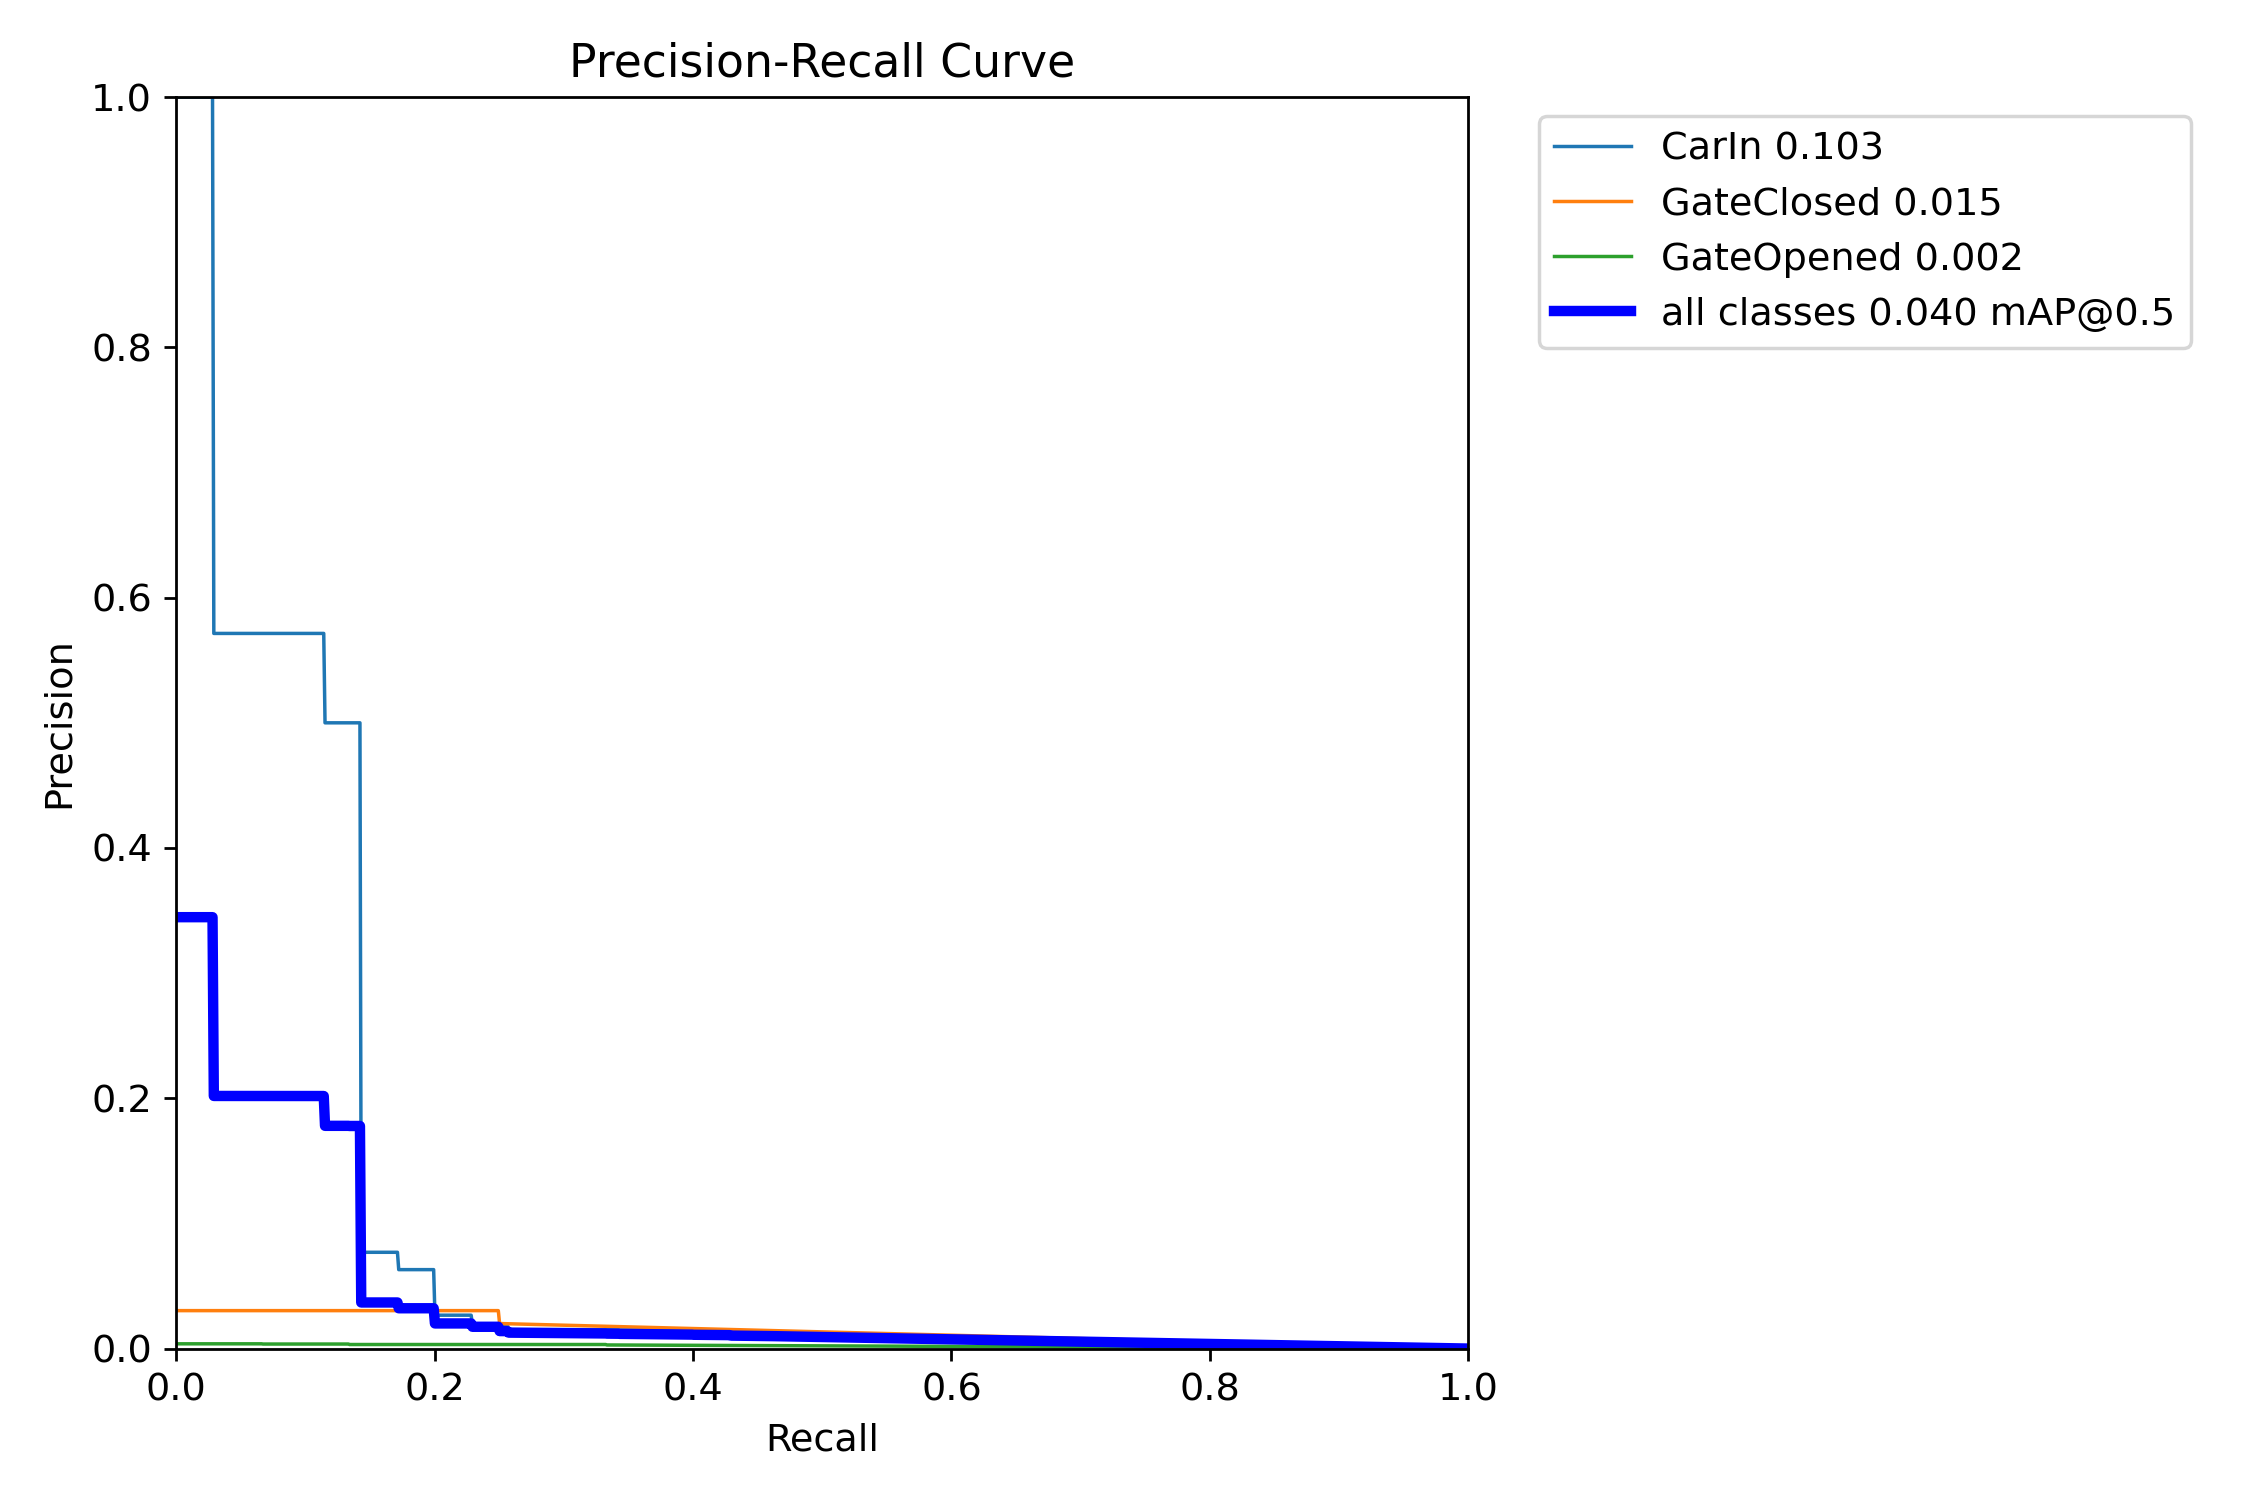 Precision-Recall Curve
1.0
0.8
0.6
0.4
0.2
0.0
Precision
0.0 0.2 0.4 0.6 0.8 1.0
Recall
CarIn 0.103
GateClosed 0.015
GateOpened 0.002
all classes 0.040 mAP@0.5